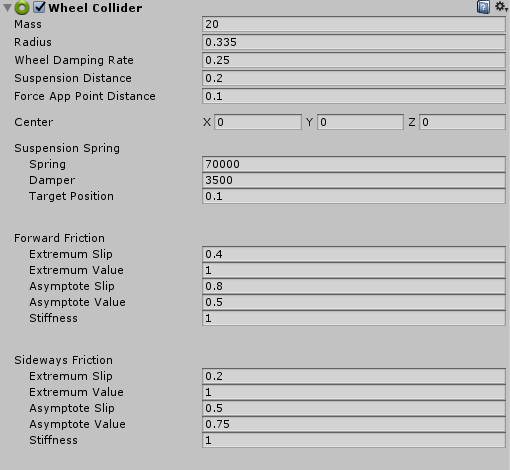 Wheel Collider
Mass 20
Radius 0.335
Wheel Damping Rate 0.25
Suspension Distance 0.2
Force App Point Distance 0.1
Center X 0 Y 0 Z 0
Suspension Spring
Spring 70000
Damper 3500
Target Position 0.1
Forward Friction
Extremum Slip 0.4
Extremum Value 1
Asymptote Slip 0.8
Asymptote Value 0.5
Stiffness 1
Sideways Friction
Extremum Slip 0.2
Extremum Value 1
Asymptote Slip 0.5
Asymptote Value 0.75
Stiffness 1